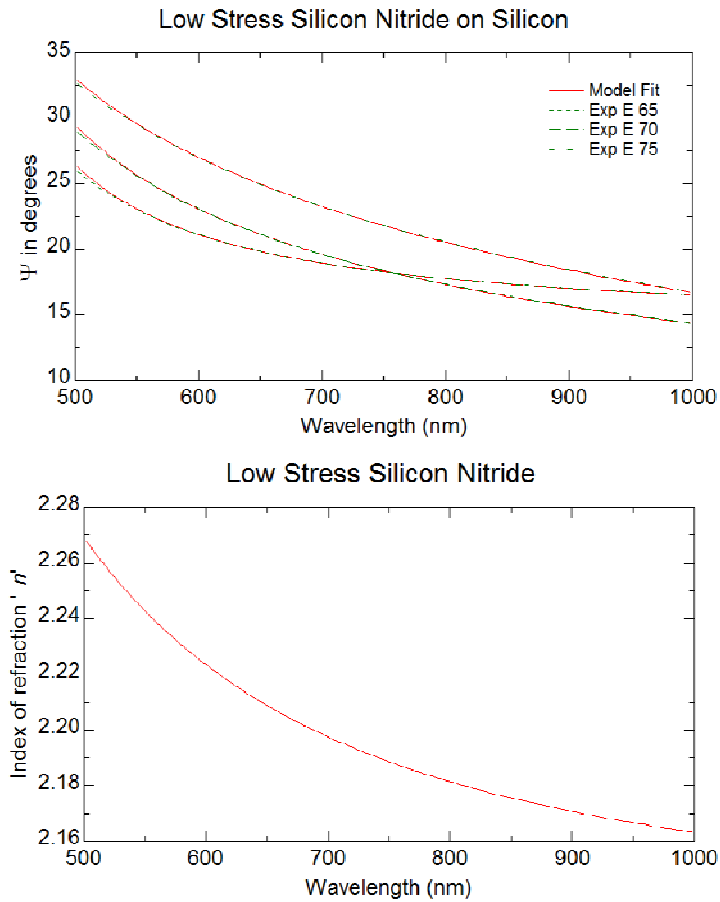 Low Stress Silicon Nitride on Silicon
35
30
25
20
15
10
Ψ in degrees
Model Fit
Exp E 65
Exp E 70
Exp E 75
500 600 700 800 900 1000
Wavelength (nm)
Low Stress Silicon Nitride
2.28
2.26
2.24
2.22
2.20
2.18
2.16
Index of refraction ' n'
500 600 700 800 900 1000
Wavelength (nm)